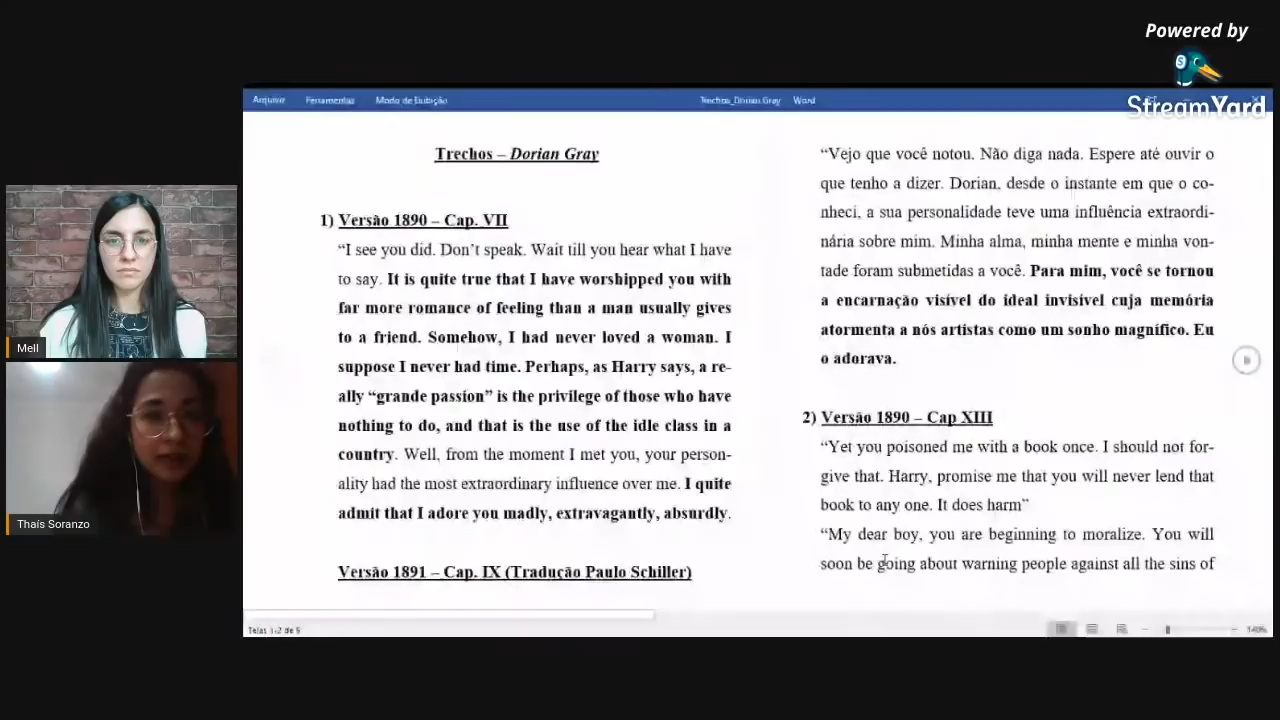 Powered by
StreamYard
Arquivo Ferramentas Modo de Exibição Trechos_Dorian Gray Word
Trechos – Dorian Gray
1) Versão 1890 – Cap. VII
“I see you did. Don’t speak. Wait till you hear what I have
to say. It is quite true that I have worshipped you with
far more romance of feeling than a man usually gives
to a friend. Somehow, I had never loved a woman. I
suppose I never had time. Perhaps, as Harry says, a re-
ally “grande passion” is the privilege of those who have
nothing to do, and that is the use of the idle class in a
country. Well, from the moment I met you, your person-
ality had the most extraordinary influence over me. I quite
admit that I adore you madly, extravagantly, absurdly.
Versão 1891 – Cap. IX (Tradução Paulo Schiller)
“Vejo que você notou. Não diga nada. Espere até ouvir o
que tenho a dizer. Dorian, desde o instante em que o co-
nheci, a sua personalidade teve uma influência extraordi-
nária sobre mim. Minha alma, minha mente e minha von-
tade foram submetidas a você. Para mim, você se tornou
a encarnação visível do ideal invisível cuja memória
atormenta a nós artistas como um sonho magnífico. Eu
o adorava.
2) Versão 1890 – Cap XIII
“Yet you poisoned me with a book once. I should not for-
give that. Harry, promise me that you will never lend that
book to any one. It does harm”
“My dear boy, you are beginning to moralize. You will
soon be going about warning people against all the sins of
Telas 1-2 de 5
140%
Mell
Thaís Soranzo